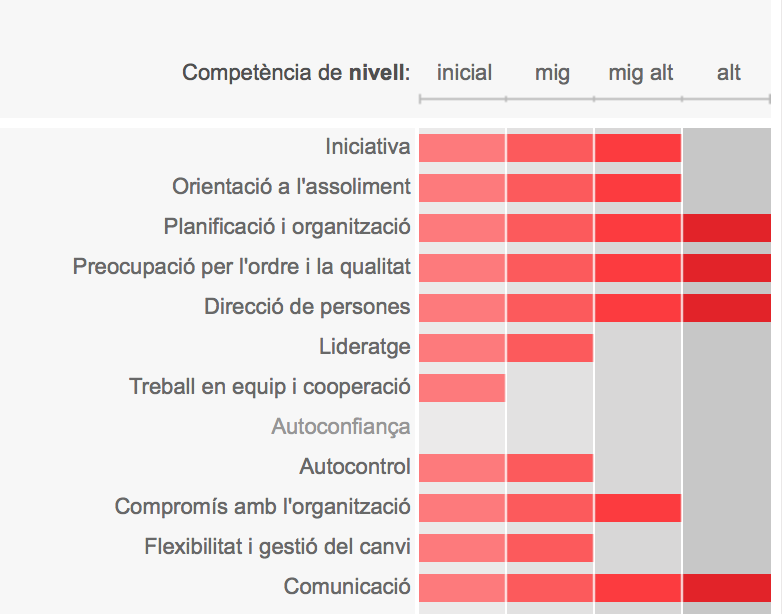 Competència de nivell: inicial mig mig alt alt
Iniciativa
Orientació a l'assoliment
Planificació i organització
Preocupació per l'ordre i la qualitat
Direcció de persones
Lideratge
Treball en equip i cooperació
Autoconfiança
Autocontrol
Compromís amb l'organització
Flexibilitat i gestió del canvi
Comunicació